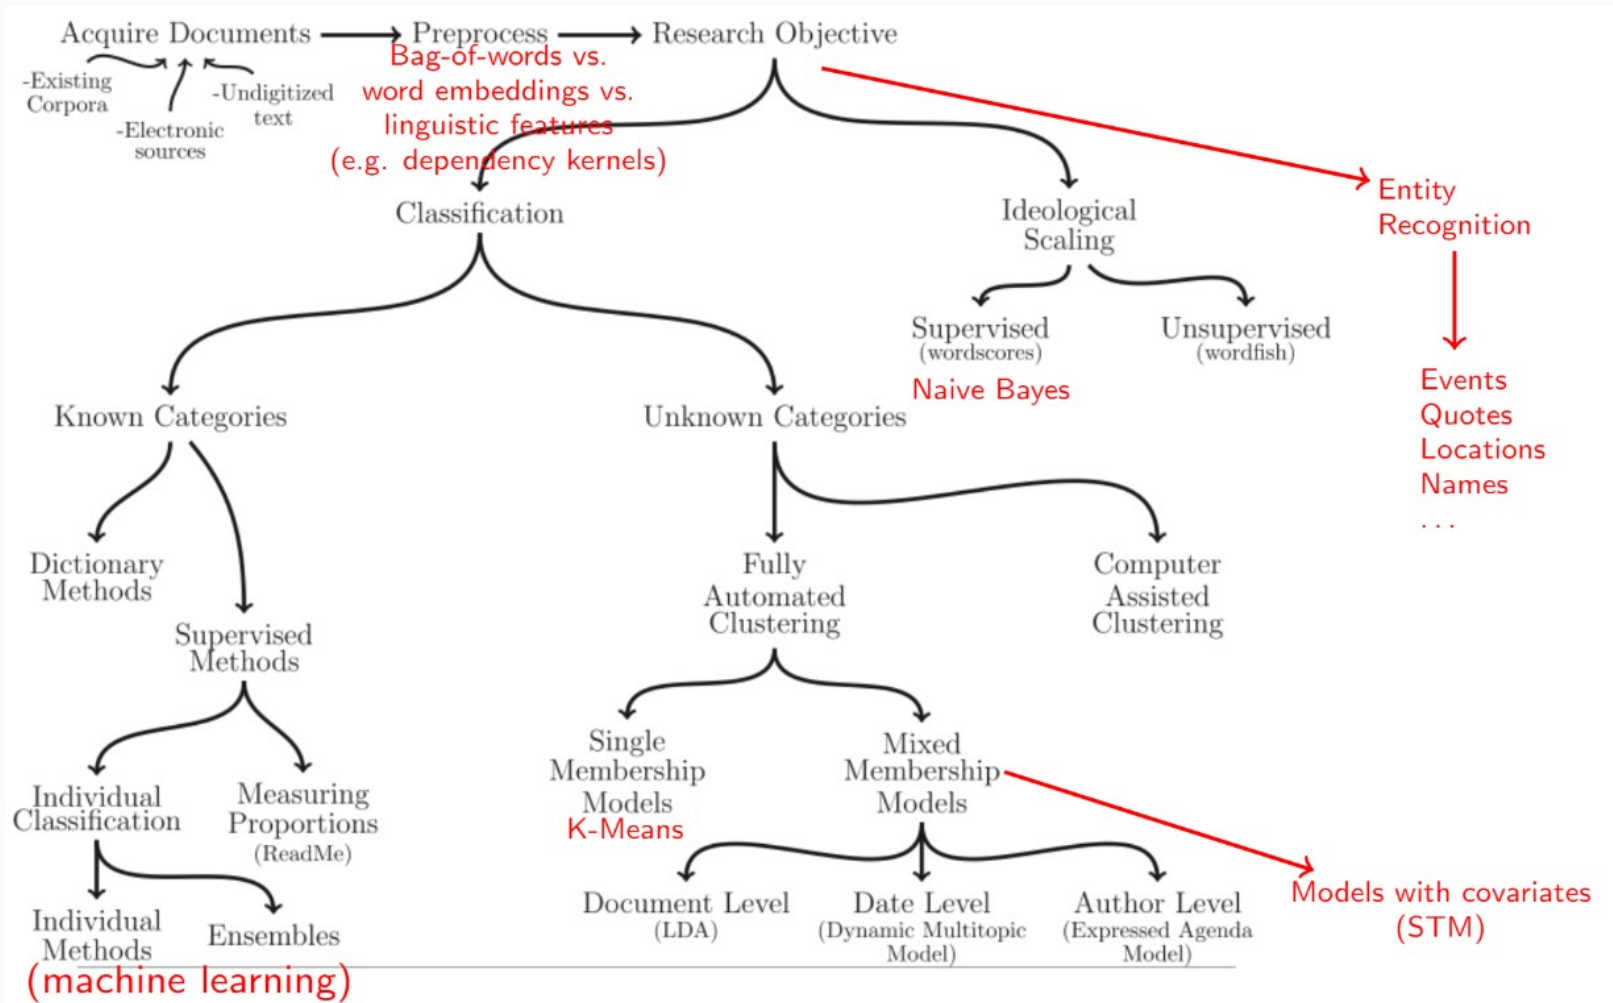 Acquire Documents
Preprocess
Research Objective
-Existing
Corpora
-Electronic
sources
-Undigitized
text
Bag-of-words vs.
word embeddings vs.
linguistic features
(e.g. dependency kernels)
Classification
Ideological
Scaling
Entity
Recognition
Supervised
(wordscores)
Naive Bayes
Unsupervised
(wordfish)
Events
Quotes
Locations
Names
...
Known Categories
Unknown Categories
Dictionary
Methods
Supervised
Methods
Fully
Automated
Clustering
Computer
Assisted
Clustering
Individual
Classification
Measuring
Proportions
(ReadMe)
Single
Membership
Models
K-Means
Mixed
Membership
Models
Individual
Methods
(machine learning)
Ensembles
Document Level
(LDA)
Date Level
(Dynamic Multitopic
Model)
Author Level
(Expressed Agenda
Model)
Models with covariates
(STM)